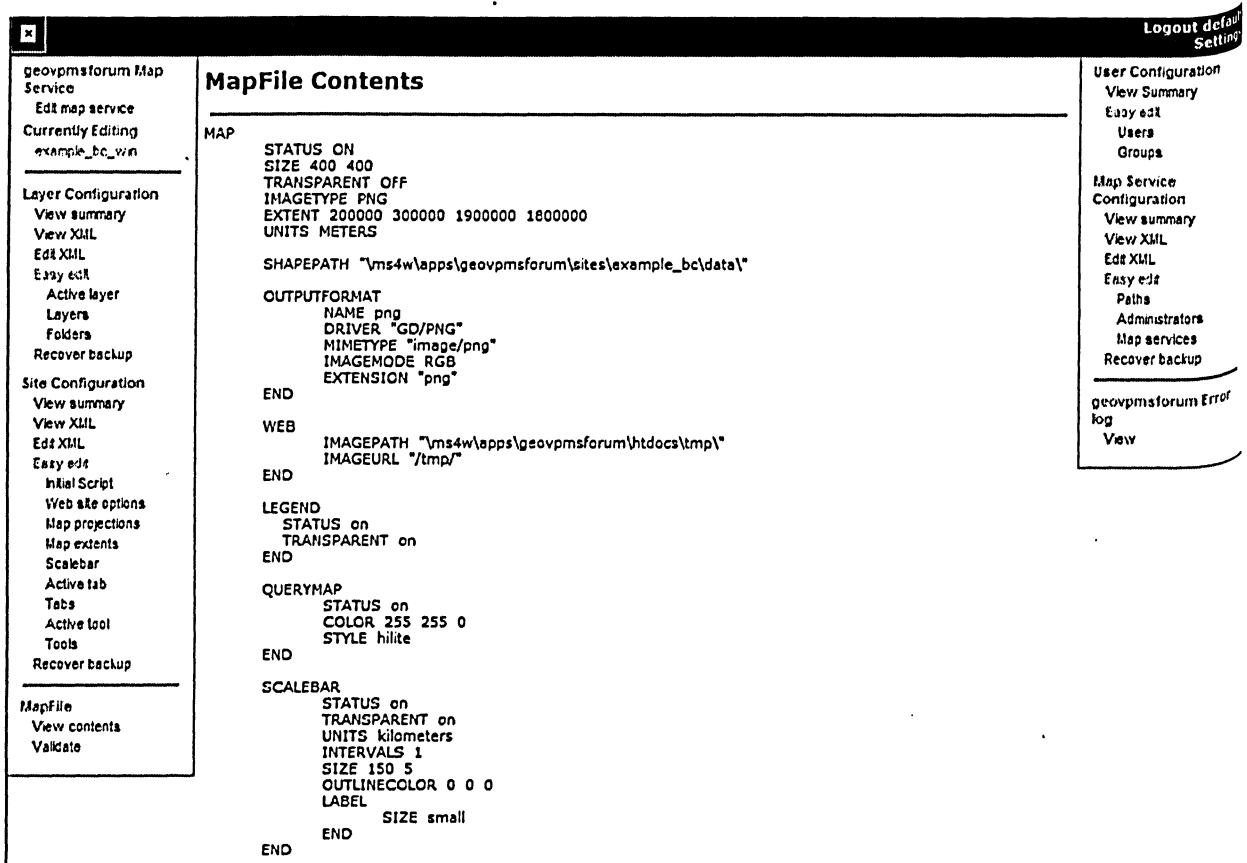 Logout default
Settings
geovpmsforum Map
Service
Edit map service
Currently Editing
example_bc_win
Layer Configuration
View summary
View XML
Edit XML
Easy edit
Active layer
Layers
Folders
Recover backup
Site Configuration
View summary
View XML
Edit XML
Easy edit
Initial Script
Web site options
Map projections
Map extents
Scalebar
Active tab
Tabs
Active tool
Tools
Recover backup
MapFile
View contents
Validate
MapFile Contents
MAP
STATUS ON
SIZE 400 400
TRANSPARENT OFF
IMAGETYPE PNG
EXTENT 200000 300000 1900000 1800000
UNITS METERS
SHAPEPATH "\ms4w\apps\geovpmsforum\sites\example_bc\data\"
OUTPUTFORMAT
NAME png
DRIVER "GD/PNG"
MIMETYPE "image/png"
IMAGEMODE RGB
EXTENSION "png"
END
WEB
IMAGEPATH "\ms4w\apps\geovpmsforum\htdocs\tmp\"
IMAGEURL "/tmp/"
END
LEGEND
STATUS on
TRANSPARENT on
END
QUERYMAP
STATUS on
COLOR 255 255 0
STYLE hilite
END
SCALEBAR
STATUS on
TRANSPARENT on
UNITS kilometers
INTERVALS 1
SIZE 150 5
OUTLINECOLOR 0 0 0
LABEL
SIZE small
END
END
User Configuration
View Summary
Easy edit
Users
Groups
Map Service
Configuration
View summary
View XML
Edit XML
Easy edit
Paths
Administrators
Map services
Recover backup
geovpmsforum Error
log
View